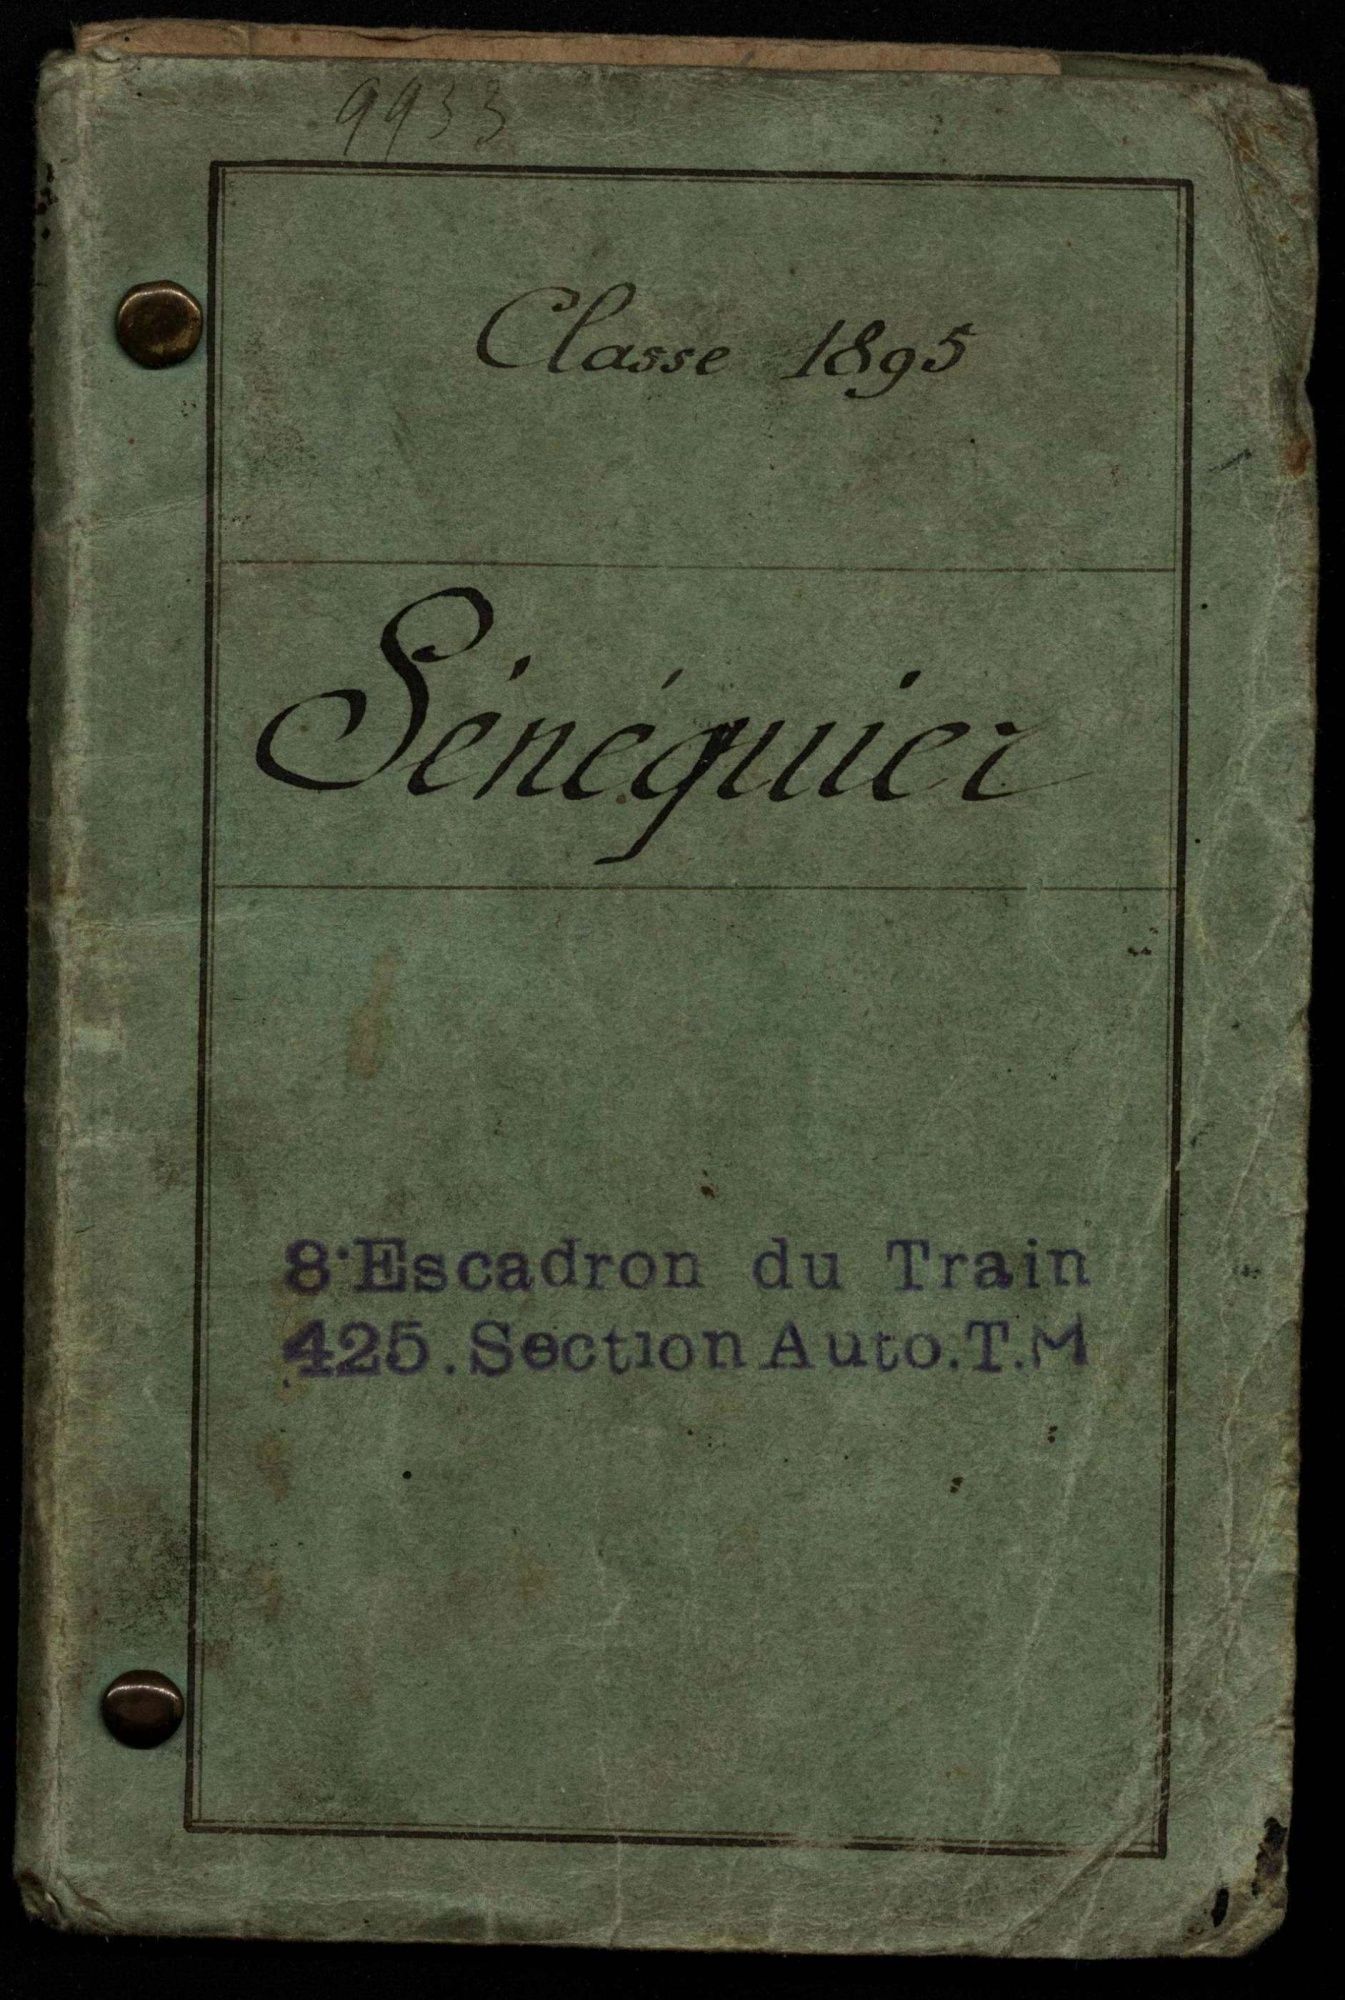 9933
Classe 1895
Sénéquier
8ᵉ Escadron du Train
425. Section Auto. T.M